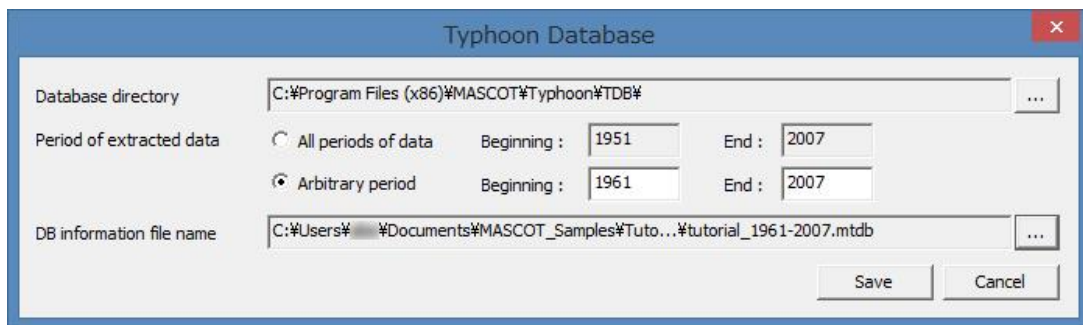 Typhoon Database
Database directory C:¥Program Files (x86)¥MASCOT¥Typhoon¥TDB¥ ...
Period of extracted data All periods of data Beginning : 1951 End : 2007
Arbitrary period Beginning : 1961 End : 2007
DB information file name C:¥Users¥ ¥Documents¥MASCOT_Samples¥Tuto...¥tutorial_1961-2007.mtdb ...
Save Cancel